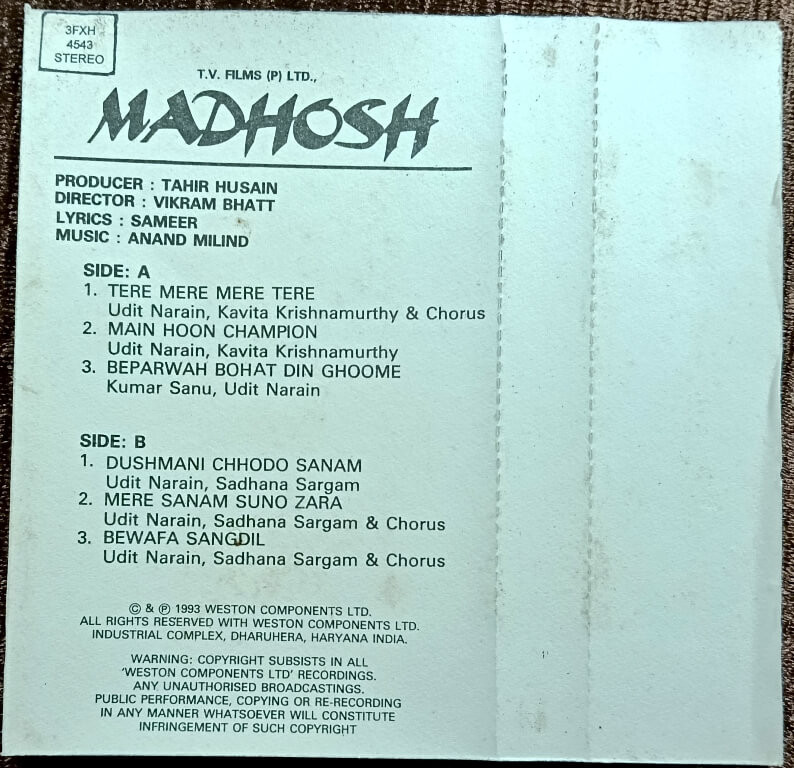 3FXH
4543
STEREO
T.V. FILMS (P) LTD.,
MADHOSH
PRODUCER : TAHIR HUSAIN
DIRECTOR : VIKRAM BHATT
LYRICS : SAMEER
MUSIC : ANAND MILIND
SIDE: A
1. TERE MERE MERE TERE
Udit Narain, Kavita Krishnamurthy & Chorus
2. MAIN HOON CHAMPION
Udit Narain, Kavita Krishnamurthy
3. BEPARWAH BOHAT DIN GHOOME
Kumar Sanu, Udit Narain
SIDE: B
1. DUSHMANI CHHODO SANAM
Udit Narain, Sadhana Sargam
2. MERE SANAM SUNO ZARA
Udit Narain, Sadhana Sargam & Chorus
3. BEWAFA SANGDIL
Udit Narain, Sadhana Sargam & Chorus
© & ℗ 1993 WESTON COMPONENTS LTD.
ALL RIGHTS RESERVED WITH WESTON COMPONENTS LTD.
INDUSTRIAL COMPLEX, DHARUHERA, HARYANA INDIA.
WARNING: COPYRIGHT SUBSISTS IN ALL
'WESTON COMPONENTS LTD' RECORDINGS.
ANY UNAUTHORISED BROADCASTINGS.
PUBLIC PERFORMANCE, COPYING OR RE-RECORDING
IN ANY MANNER WHATSOEVER WILL CONSTITUTE
INFRINGEMENT OF SUCH COPYRIGHT